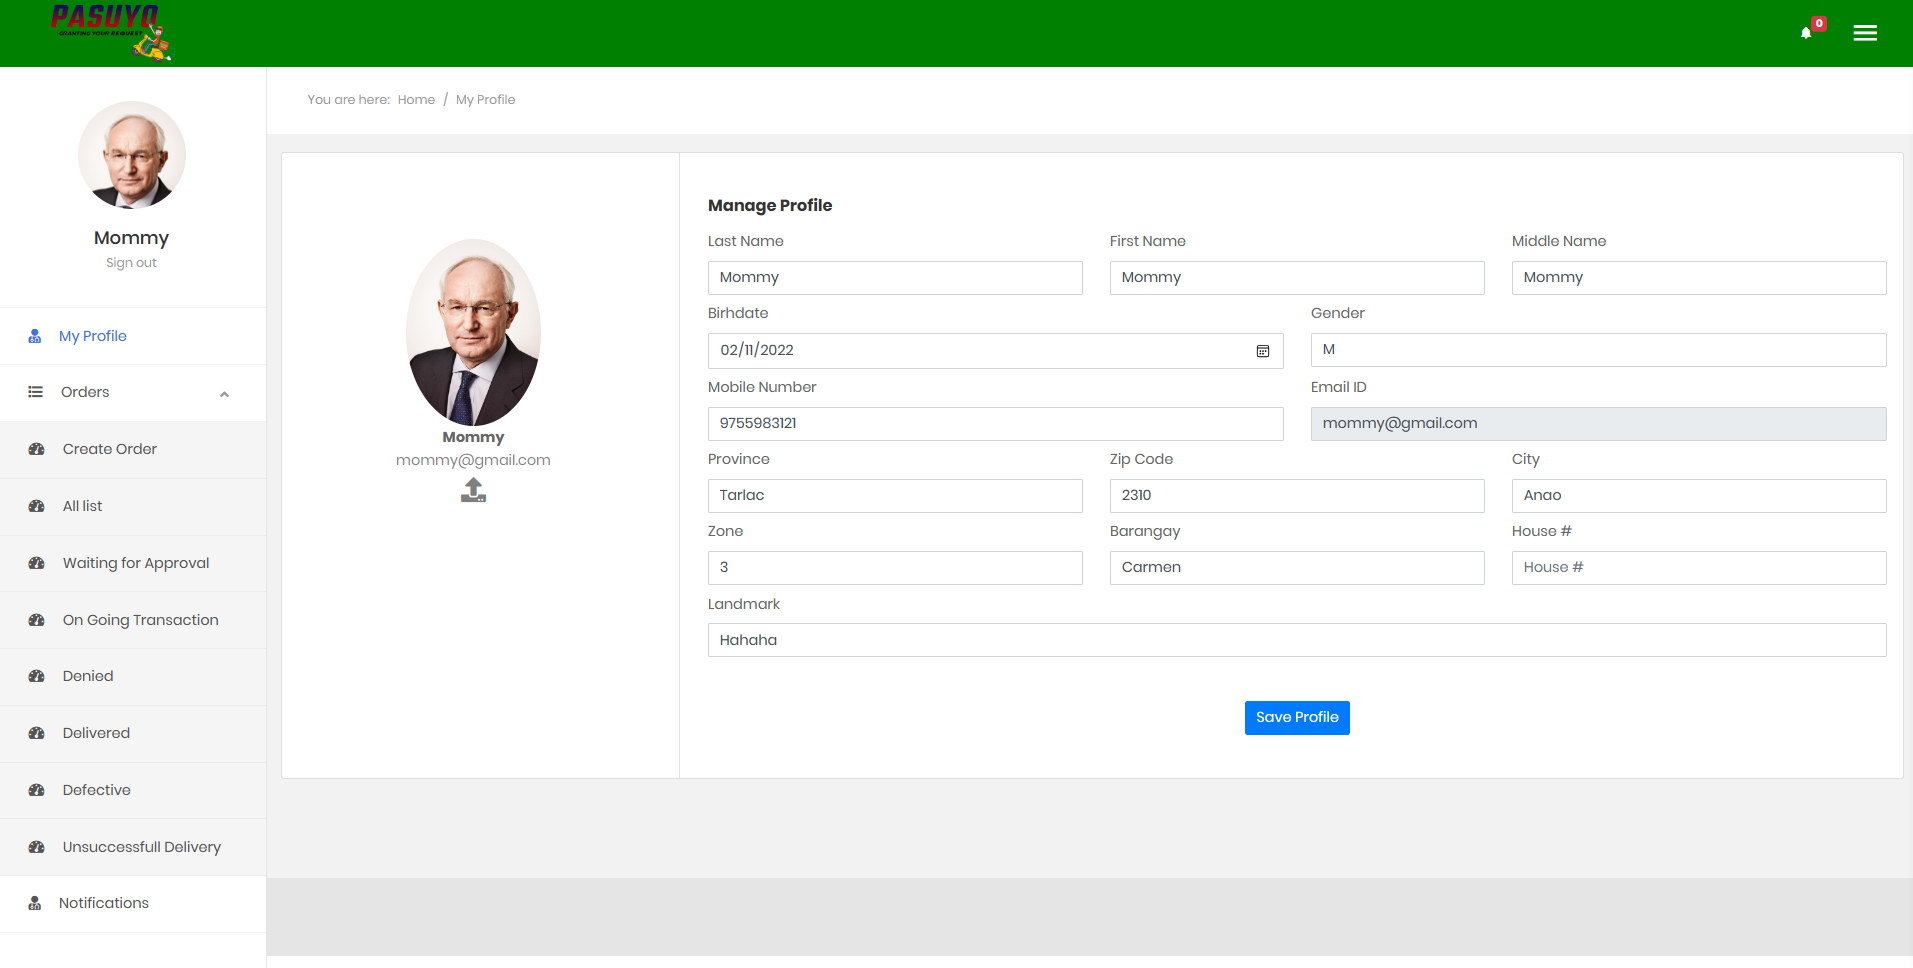 PASUYO
GRANTING YOUR REQUEST
0
You are here: Home / My Profile
Mommy
Sign out
My Profile
Orders
Create Order
All list
Waiting for Approval
On Going Transaction
Denied
Delivered
Defective
Unsuccessfull Delivery
Notifications
Mommy
mommy@gmail.com
Manage Profile
Last Name First Name Middle Name
Mommy Mommy Mommy
Birhdate Gender
02/11/2022 M
Mobile Number Email ID
9755983121 mommy@gmail.com
Province Zip Code City
Tarlac 2310 Anao
Zone Barangay House #
3 Carmen House #
Landmark
Hahaha
Save Profile